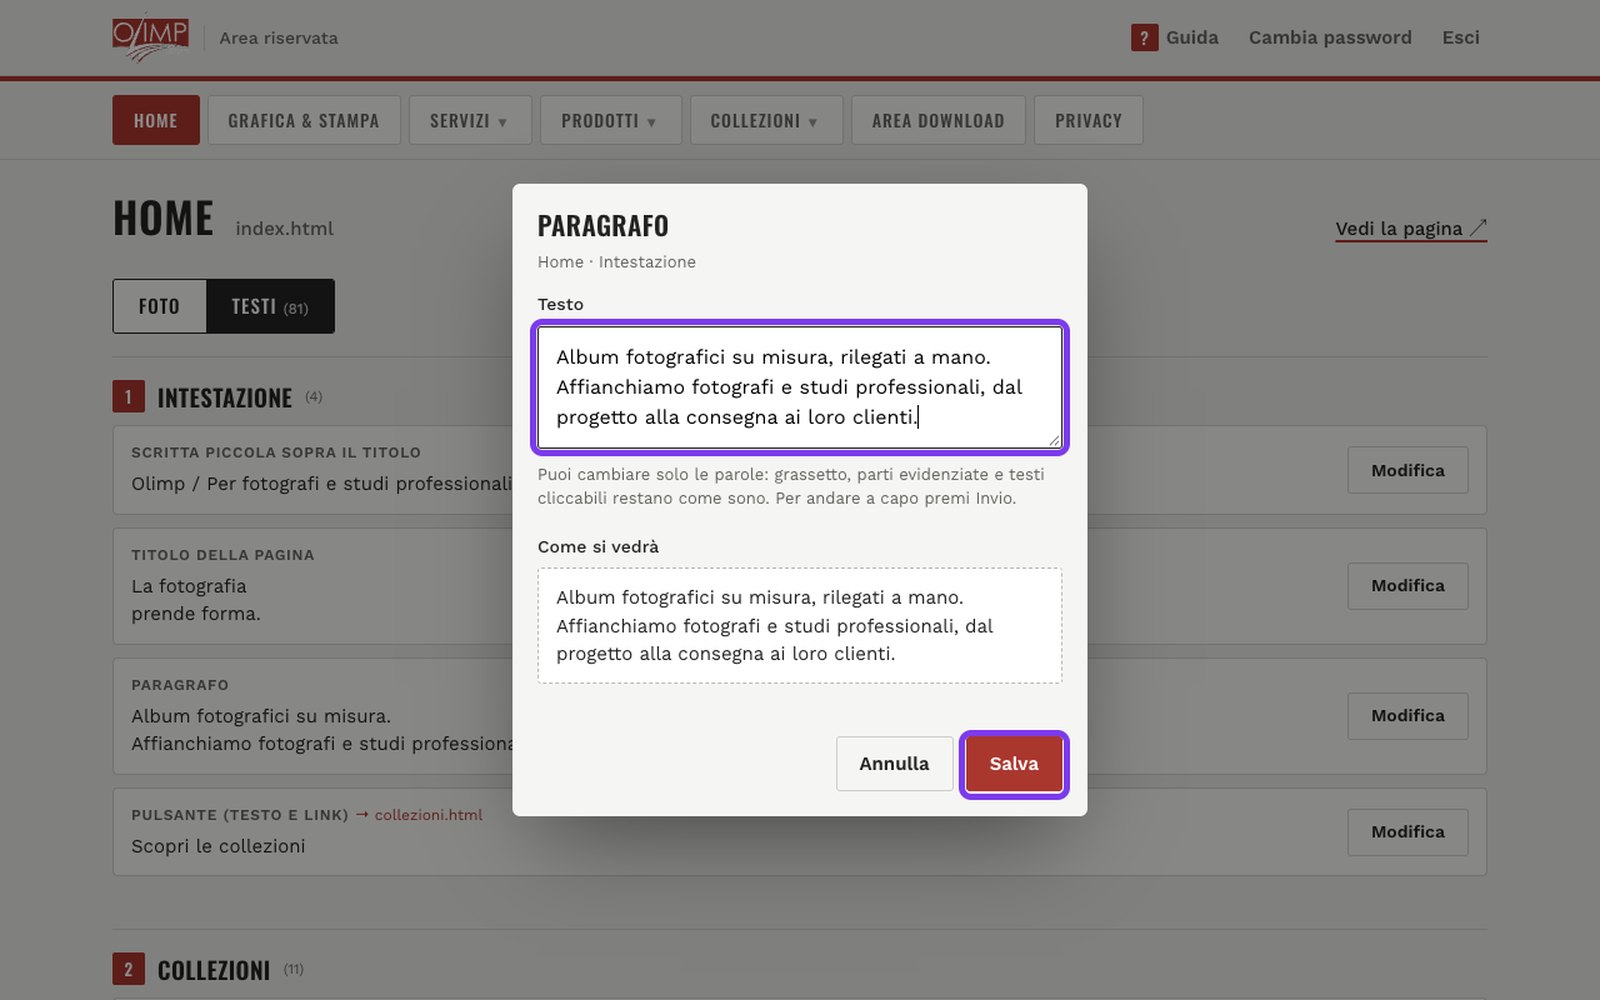 OLIMP
Area riservata
? Guida
Cambia password
Esci
HOME
GRAFICA & STAMPA
SERVIZI ▼
PRODOTTI ▼
COLLEZIONI ▼
AREA DOWNLOAD
PRIVACY
HOME
index.html
Vedi la pagina ↗
FOTO
TESTI (81)
1 INTESTAZIONE (4)
SCRITTA PICCOLA SOPRA IL TITOLO
Olimp / Per fotografi e studi professionali
Modifica
TITOLO DELLA PAGINA
La fotografia
prende forma.
Modifica
PARAGRAFO
Album fotografici su misura.
Affianchiamo fotografi e studi
Modifica
PULSANTE (TESTO E LINK) → collezioni.html
Scopri le collezioni
Modifica
2 COLLEZIONI (11)
PARAGRAFO
Home · Intestazione
Testo
Album fotografici su misura, rilegati a mano.
Affianchiamo fotografi e studi professionali, dal
progetto alla consegna ai loro clienti.
Puoi cambiare solo le parole: grassetto, parti evidenziate e testi
cliccabili restano come sono. Per andare a capo premi Invio.
Come si vedrà
Album fotografici su misura, rilegati a mano.
Affianchiamo fotografi e studi professionali, dal
progetto alla consegna ai loro clienti.
Annulla
Salva